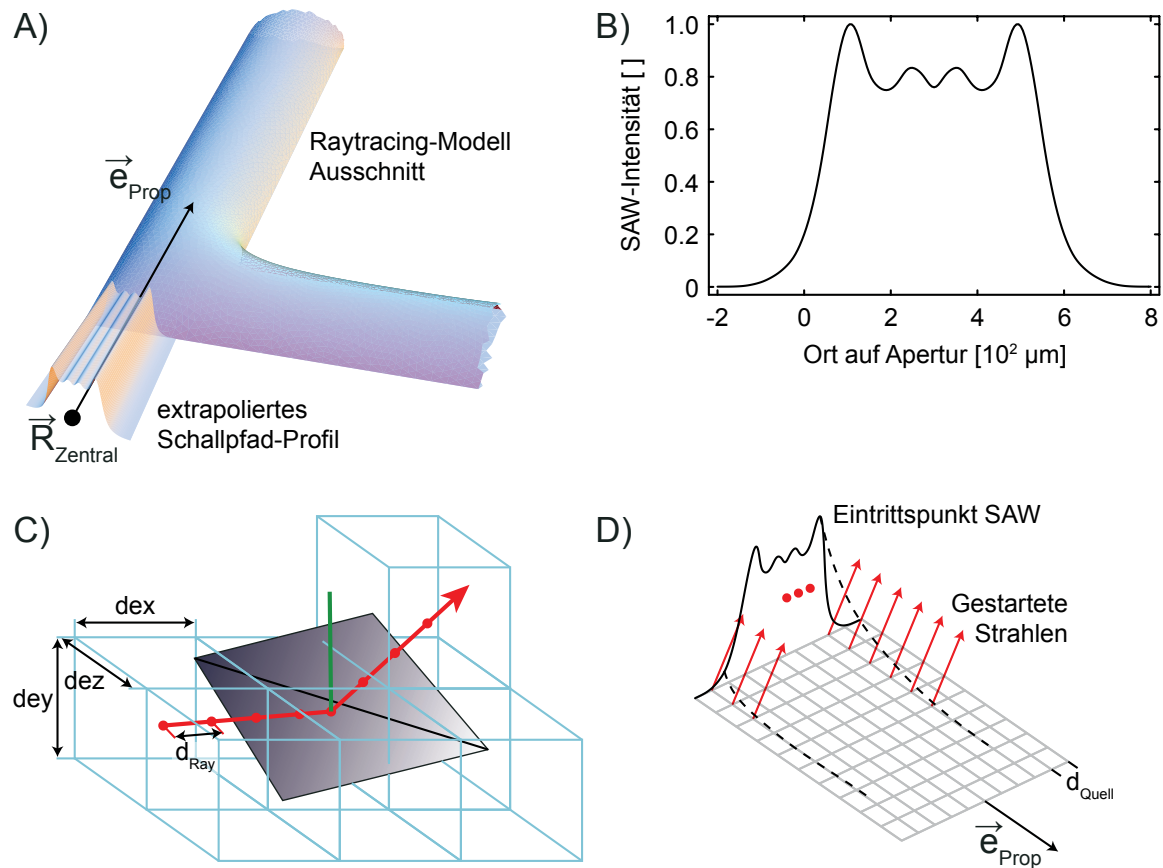 A)
e Prop
Raytracing-Modell
Ausschnitt
R Zentral
extrapoliertes
Schallpfad-Profil
B)
SAW-Intensität [ ]
1.0
0.8
0.6
0.4
0.2
0
-2 0 2 4 6 8
Ort auf Apertur [10² µm]
C)
dex
dez
dey
d Ray
D)
Eintrittspunkt SAW
Gestartete
Strahlen
d Quell
e Prop